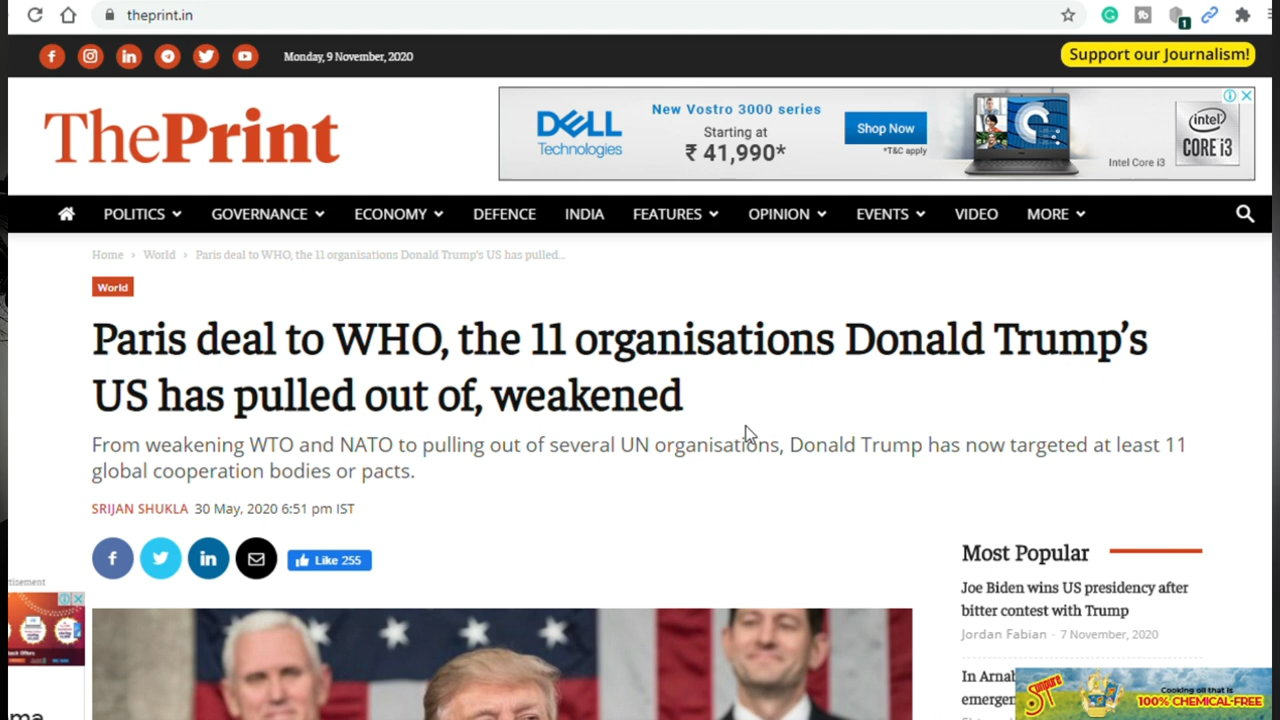 theprint.in
1
Monday, 9 November, 2020
Support our Journalism!
ThePrint
DELL
Technologies
New Vostro 3000 series
Starting at
₹ 41,990*
Shop Now
*T&C apply
Intel Core i3
intel
CORE i3
POLITICS GOVERNANCE ECONOMY DEFENCE INDIA FEATURES OPINION EVENTS VIDEO MORE
Home › World › Paris deal to WHO, the 11 organisations Donald Trump's US has pulled...
World
Paris deal to WHO, the 11 organisations Donald Trump's
US has pulled out of, weakened
From weakening WTO and NATO to pulling out of several UN organisations, Donald Trump has now targeted at least 11
global cooperation bodies or pacts.
SRIJAN SHUKLA 30 May, 2020 6:51 pm IST
Like 255
Most Popular
Joe Biden wins US presidency after
bitter contest with Trump
Jordan Fabian - 7 November, 2020
In Arnab
emergen
tisement
ma
Sonpure
Cooking oil that is
100% CHEMICAL-FREE